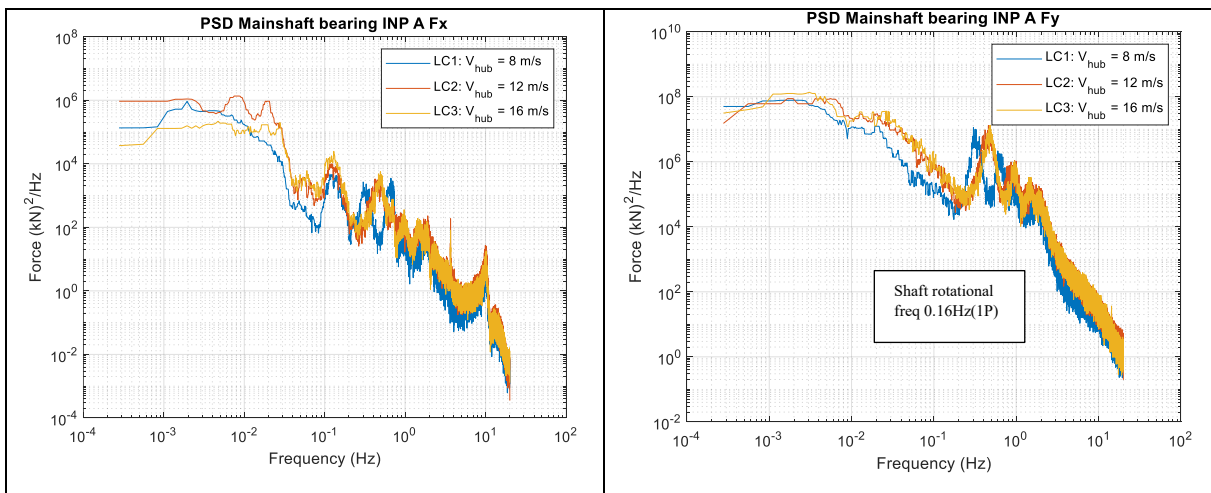 PSD Mainshaft bearing INP A Fx
10^8
10^6
10^4
10^2
10^0
10^-2
10^-4
Force (kN)^2/Hz
10^-4 10^-3 10^-2 10^-1 10^0 10^1 10^2
Frequency (Hz)
LC1: V_hub = 8 m/s
LC2: V_hub = 12 m/s
LC3: V_hub = 16 m/s
PSD Mainshaft bearing INP A Fy
10^10
10^8
10^6
10^4
10^2
10^0
10^-2
Force (kN)^2/Hz
10^-4 10^-3 10^-2 10^-1 10^0 10^1 10^2
Frequency (Hz)
LC1: V_hub = 8 m/s
LC2: V_hub = 12 m/s
LC3: V_hub = 16 m/s
Shaft rotational
freq 0.16Hz(1P)